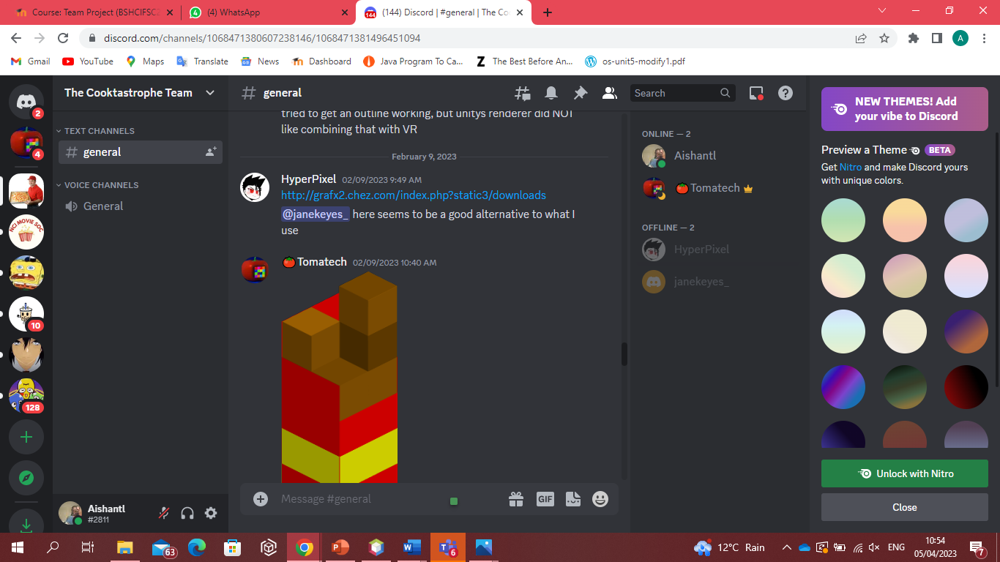 Course: Team Project (BSHCIFSC2
(4) WhatsApp
144
(144) Discord | #general | The Co
discord.com/channels/1068471380607238146/1068471381496451094
A
Gmail
YouTube
Maps
Translate
News
Dashboard
Java Program To Ca...
Z
The Best Before An...
os-unit5-modify1.pdf
2
4
NCI MOVIE SOC
10
128
The Cooktastrophe Team
TEXT CHANNELS
general
VOICE CHANNELS
General
Aishantl
#2811
# general
Search
tried to get an outline working, but unitys renderer did NOT
like combining that with VR
February 9, 2023
HyperPixel 02/09/2023 9:49 AM
http://grafx2.chez.com/index.php?static3/downloads
@janekeyes_ here seems to be a good alternative to what I
use
Tomatech 02/09/2023 10:40 AM
Message #general
GIF
ONLINE — 2
Aishantl
Tomatech
OFFLINE — 2
HyperPixel
janekeyes_
NEW THEMES! Add
your vibe to Discord
Preview a Theme BETA
Get Nitro and make Discord yours
with unique colors.
Unlock with Nitro
Close
63
6
12°C Rain
ENG
10:54
05/04/2023
7